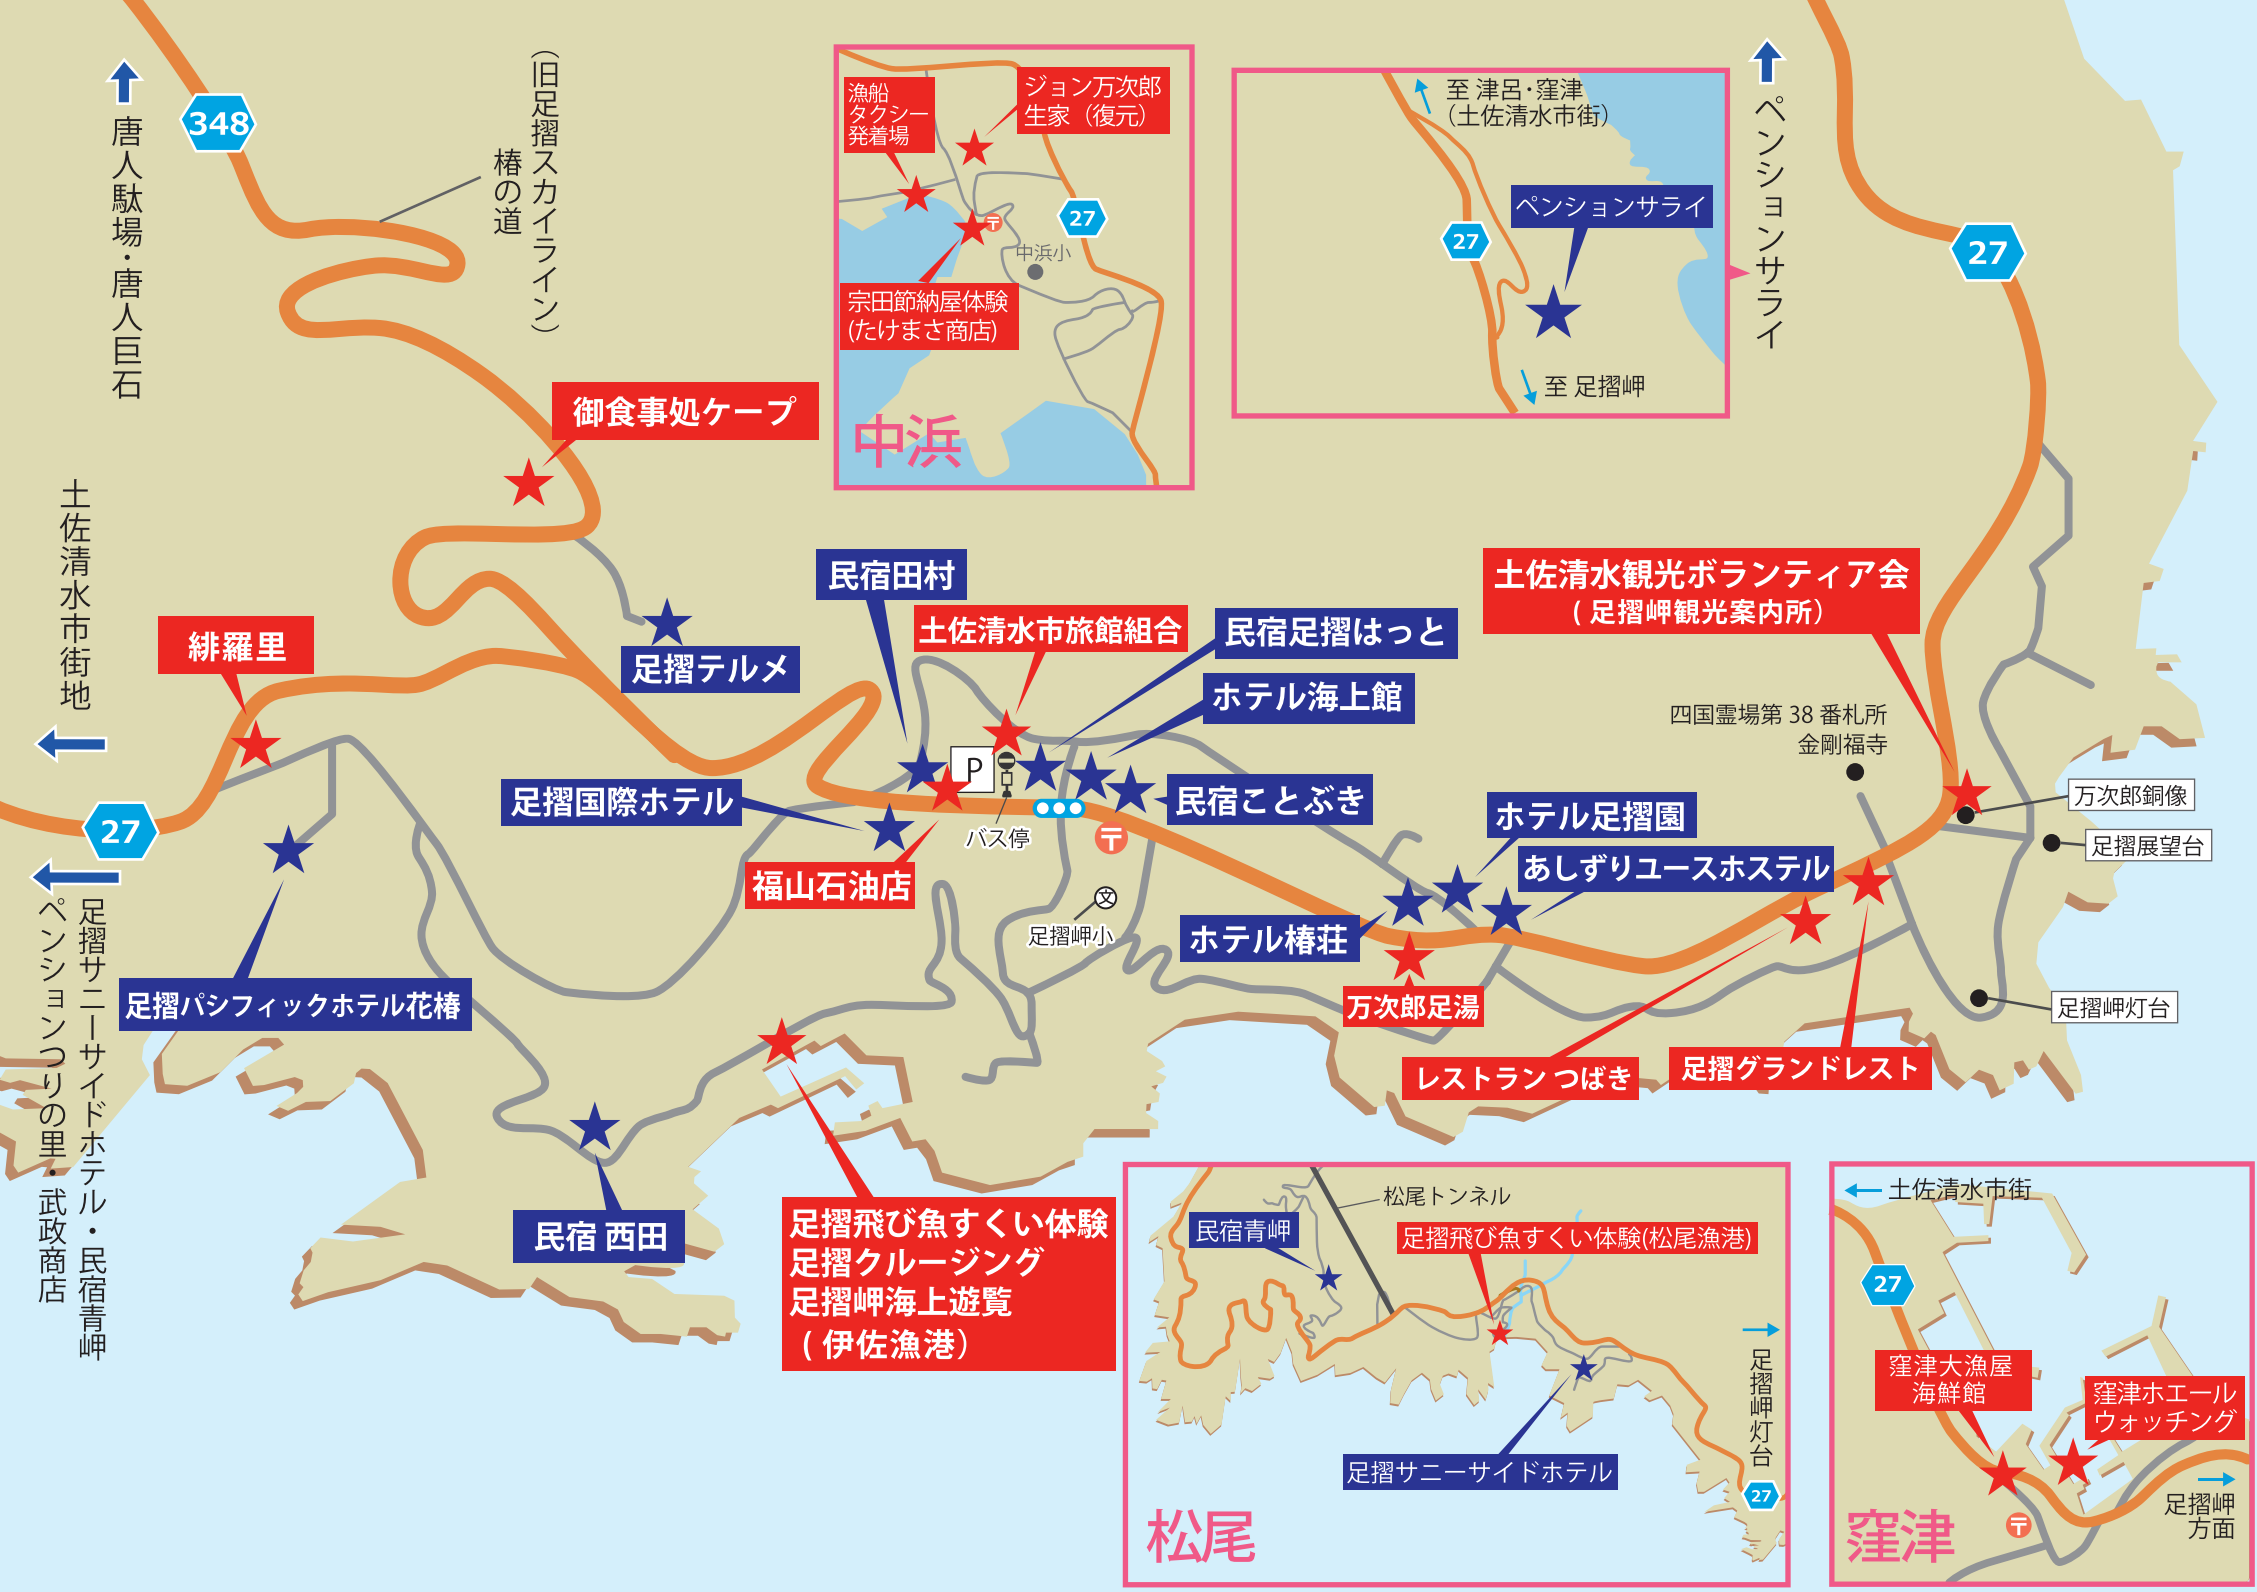 348
唐人駄場・唐人巨石
（旧足摺スカイライン）
椿の道
漁船
タクシー
発着場
ジョン万次郎
生家（復元）
27
中浜小
宗田節納屋体験
(たけまさ商店)
中浜
至 津呂・窪津
（土佐清水市街）
ペンションサライ
27
至 足摺岬
ペンションサライ
27
御食事処ケープ
土佐清水市街地
緋羅里
足摺テルメ
民宿田村
土佐清水市旅館組合
民宿足摺はっと
ホテル海上館
土佐清水観光ボランティア会
( 足摺岬観光案内所）
四国霊場第 38 番札所
金剛福寺
万次郎銅像
足摺展望台
足摺岬灯台
27
足摺国際ホテル
P
バス停
民宿ことぶき
福山石油店
文
足摺岬小
ホテル足摺園
あしずりユースホステル
ホテル椿荘
万次郎足湯
レストラン つばき
足摺グランドレスト
足摺サニーサイドホテル・民宿青岬
ペンションつりの里・武政商店
足摺パシフィックホテル花椿
民宿 西田
足摺飛び魚すくい体験
足摺クルージング
足摺岬海上遊覧
( 伊佐漁港）
松尾トンネル
民宿青岬
足摺飛び魚すくい体験(松尾漁港)
足摺岬灯台
27
足摺サニーサイドホテル
松尾
土佐清水市街
27
窪津大漁屋
海鮮館
窪津ホエール
ウォッチング
足摺岬
方面
窪津